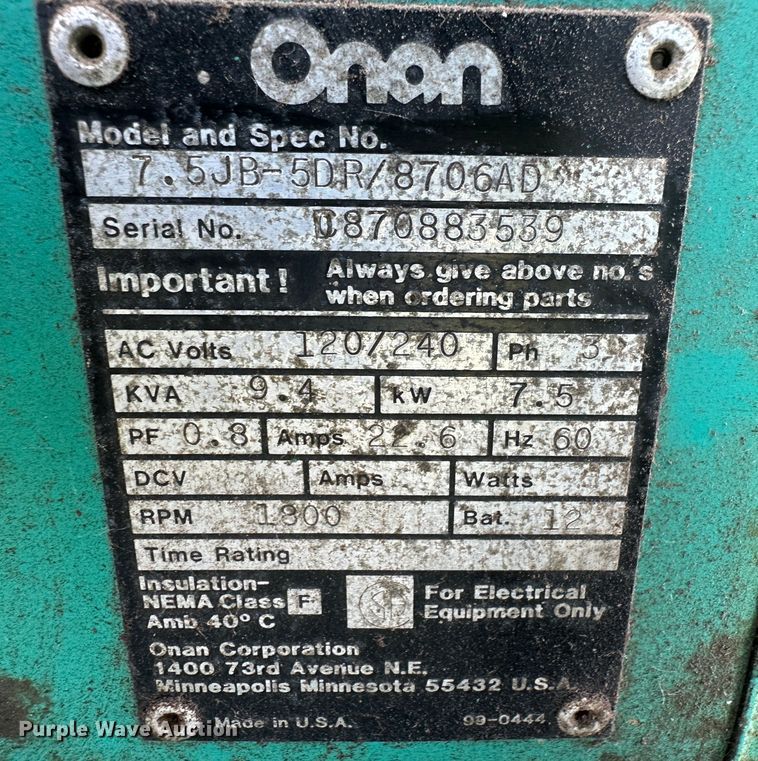 Onan
Model and Spec No.
7.5JB-5DR/8706AD
Serial No. U870883539
Important! Always give above no.'s
when ordering parts
AC Volts 120/240 Ph 3
KVA 9.4 kW 7.5
PF 0.8 Amps 22.6 Hz 60
DCV Amps Watts
RPM 1800 Bat. 12
Time Rating
Insulation-
NEMA Class F
Amb 40° C
For Electrical
Equipment Only
Onan Corporation
1400 73rd Avenue N.E.
Minneapolis Minnesota 55432 U.S.A.
Made in U.S.A. 99-0444
Purple Wave Auction